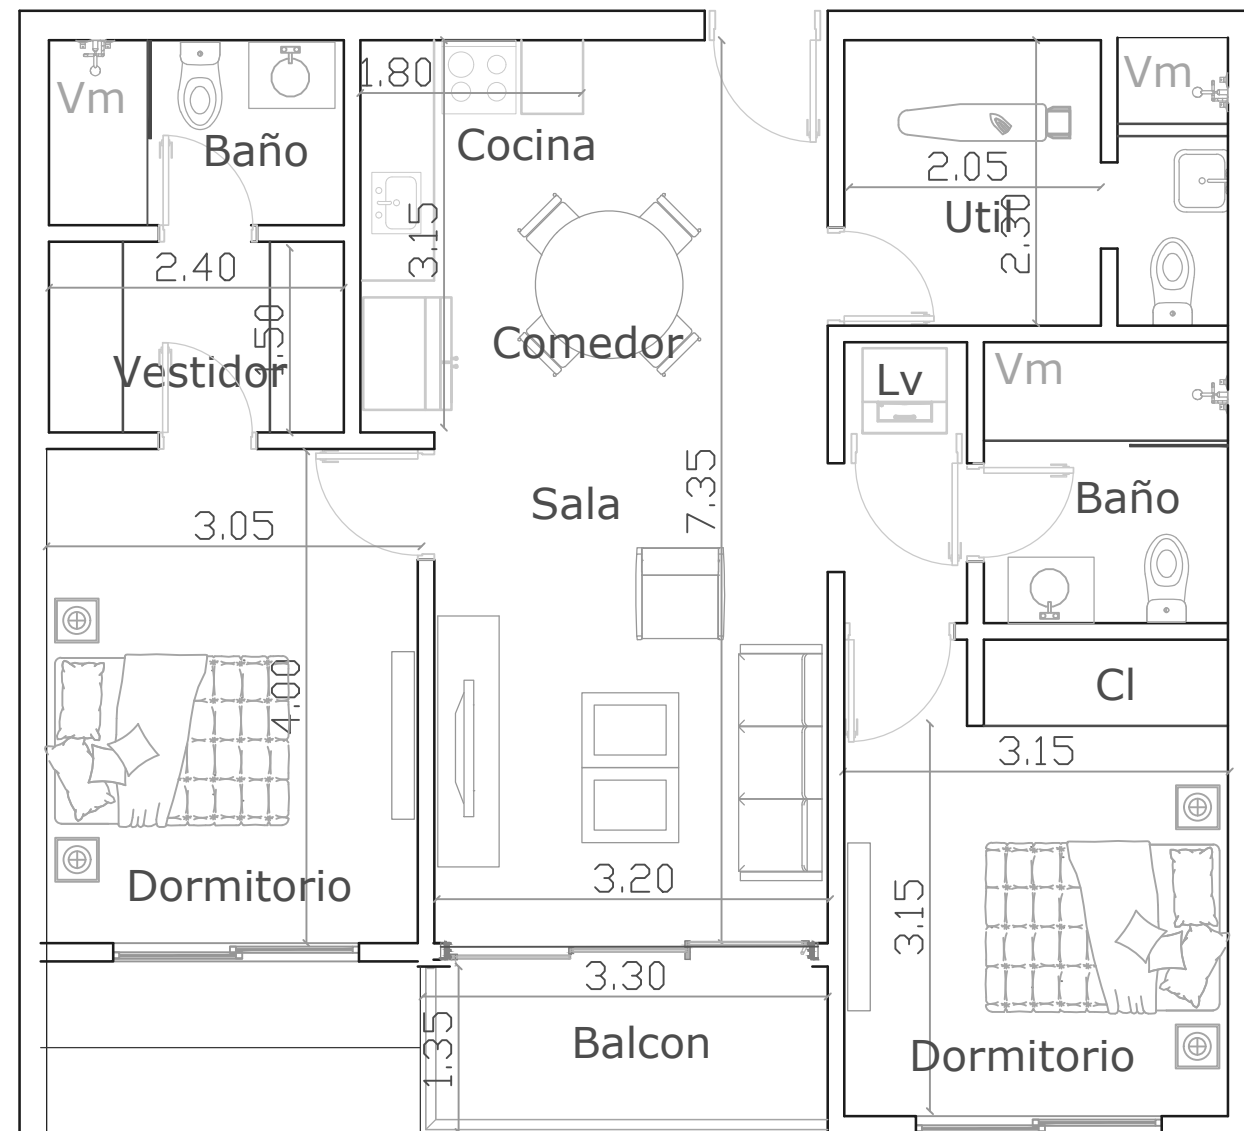 Vm
Baño
1.80
Cocina
Vm
2.05
Util
2.30
3.15
2.40
1.50
Vestidor
Comedor
Lv
Vm
Sala
7.35
Baño
3.05
4.00
Cl
3.15
Dormitorio
3.20
3.15
3.30
Balcon
1.35
Dormitorio